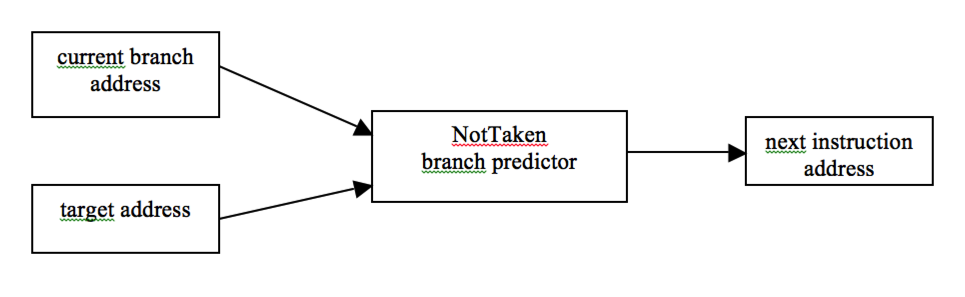 current branch
address
NotTaken
branch predictor
next instruction
address
target address